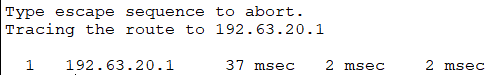 Type escape sequence to abort.
Tracing the route to 192.63.20.1
1 192.63.20.1 37 msec 2 msec 2 msec